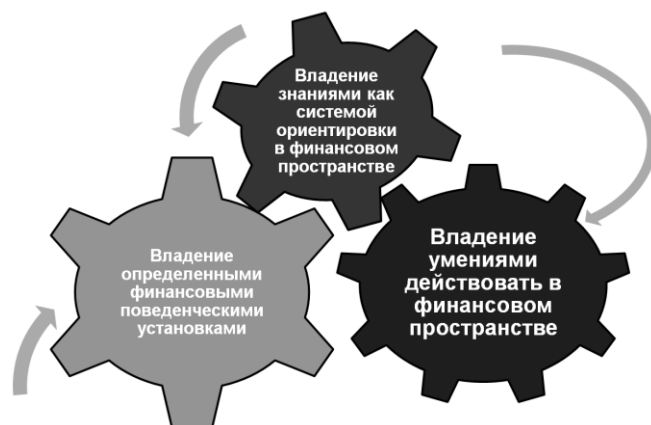 Владение
знаниями как
системой
ориентировки
в финансовом
пространстве
Владение
определенными
финансовыми
поведенческими
установками
Владение
умениями
действовать в
финансовом
пространстве